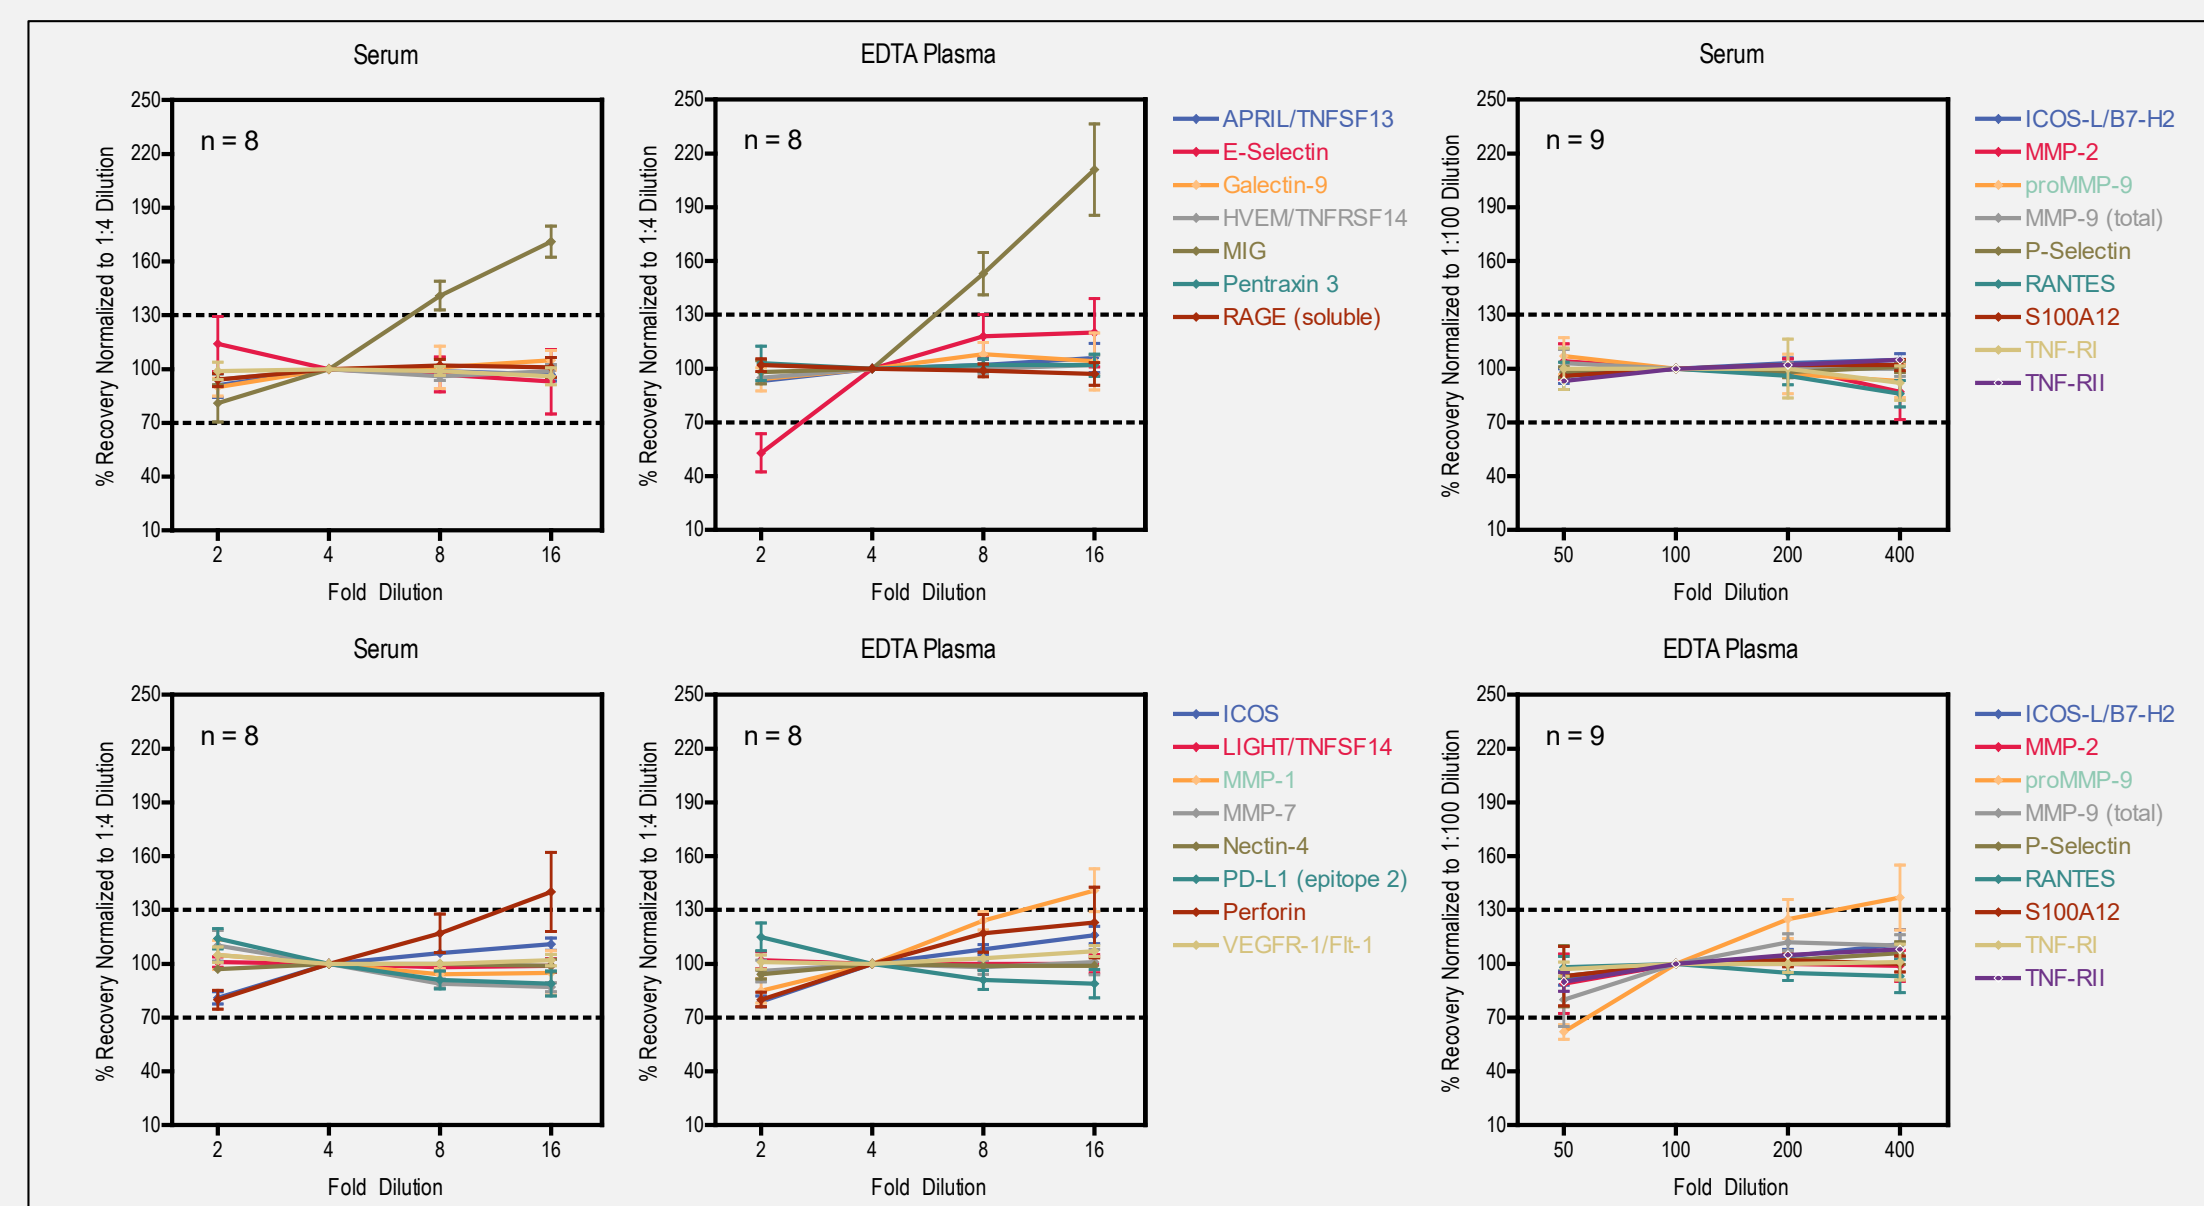 Serum
n = 8
% Recovery Normalized to 1:4 Dilution
250
220
190
160
130
100
70
40
10
2 4 8 16
Fold Dilution
EDTA Plasma
n = 8
% Recovery Normalized to 1:4 Dilution
250
220
190
160
130
100
70
40
10
2 4 8 16
Fold Dilution
APRIL/TNFSF13
E-Selectin
Galectin-9
HVEM/TNFRSF14
MIG
Pentraxin 3
RAGE (soluble)
Serum
n = 9
% Recovery Normalized to 1:100 Dilution
250
220
190
160
130
100
70
40
10
50 100 200 400
Fold Dilution
ICOS-L/B7-H2
MMP-2
proMMP-9
MMP-9 (total)
P-Selectin
RANTES
S100A12
TNF-RI
TNF-RII
Serum
n = 8
% Recovery Normalized to 1:4 Dilution
250
220
190
160
130
100
70
40
10
2 4 8 16
Fold Dilution
EDTA Plasma
n = 8
% Recovery Normalized to 1:4 Dilution
250
220
190
160
130
100
70
40
10
2 4 8 16
Fold Dilution
ICOS
LIGHT/TNFSF14
MMP-1
MMP-7
Nectin-4
PD-L1 (epitope 2)
Perforin
VEGFR-1/Flt-1
EDTA Plasma
n = 9
% Recovery Normalized to 1:100 Dilution
250
220
190
160
130
100
70
40
10
50 100 200 400
Fold Dilution
ICOS-L/B7-H2
MMP-2
proMMP-9
MMP-9 (total)
P-Selectin
RANTES
S100A12
TNF-RI
TNF-RII